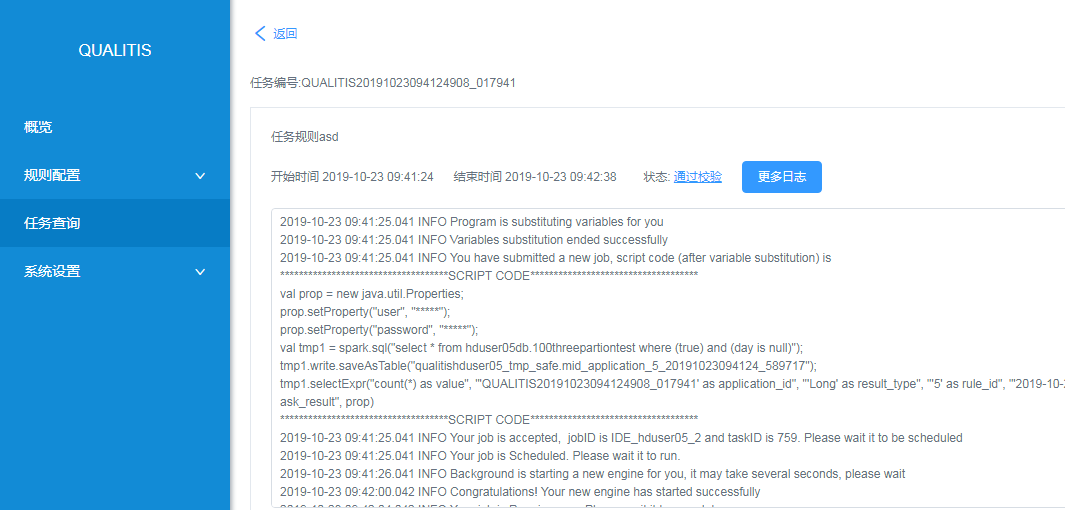 QUALITIS
概览
规则配置
任务查询
系统设置
返回
任务编号:QUALITIS20191023094124908_017941
任务规则asd
开始时间 2019-10-23 09:41:24 结束时间 2019-10-23 09:42:38 状态: 通过校验 更多日志
2019-10-23 09:41:25.041 INFO Program is substituting variables for you
2019-10-23 09:41:25.041 INFO Variables substitution ended successfully
2019-10-23 09:41:25.041 INFO You have submitted a new job, script code (after variable substitution) is
************************************SCRIPT CODE************************************
val prop = new java.util.Properties;
prop.setProperty("user", "*****");
prop.setProperty("password", "*****");
val tmp1 = spark.sql("select * from hduser05db.100threepartiontest where (true) and (day is null)");
tmp1.write.saveAsTable("qualitishduser05_tmp_safe.mid_application_5_20191023094124_589717");
tmp1.selectExpr("count(*) as value", "'QUALITIS20191023094124908_017941' as application_id", "'Long' as result_type", "'5' as rule_id", "'2019-10-
ask_result", prop)
************************************SCRIPT CODE************************************
2019-10-23 09:41:25.041 INFO Your job is accepted,  jobID is IDE_hduser05_2 and taskID is 759. Please wait it to be scheduled
2019-10-23 09:41:25.041 INFO Your job is Scheduled. Please wait it to run.
2019-10-23 09:41:26.041 INFO Background is starting a new engine for you, it may take several seconds, please wait
2019-10-23 09:42:00.042 INFO Congratulations! Your new engine has started successfully